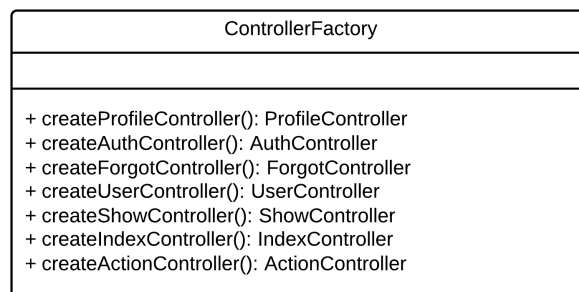 ControllerFactory
+ createProfileController(): ProfileController
+ createAuthController(): AuthController
+ createForgotController(): ForgotController
+ createUserController(): UserController
+ createShowController(): ShowController
+ createIndexController(): IndexController
+ createActionController(): ActionController